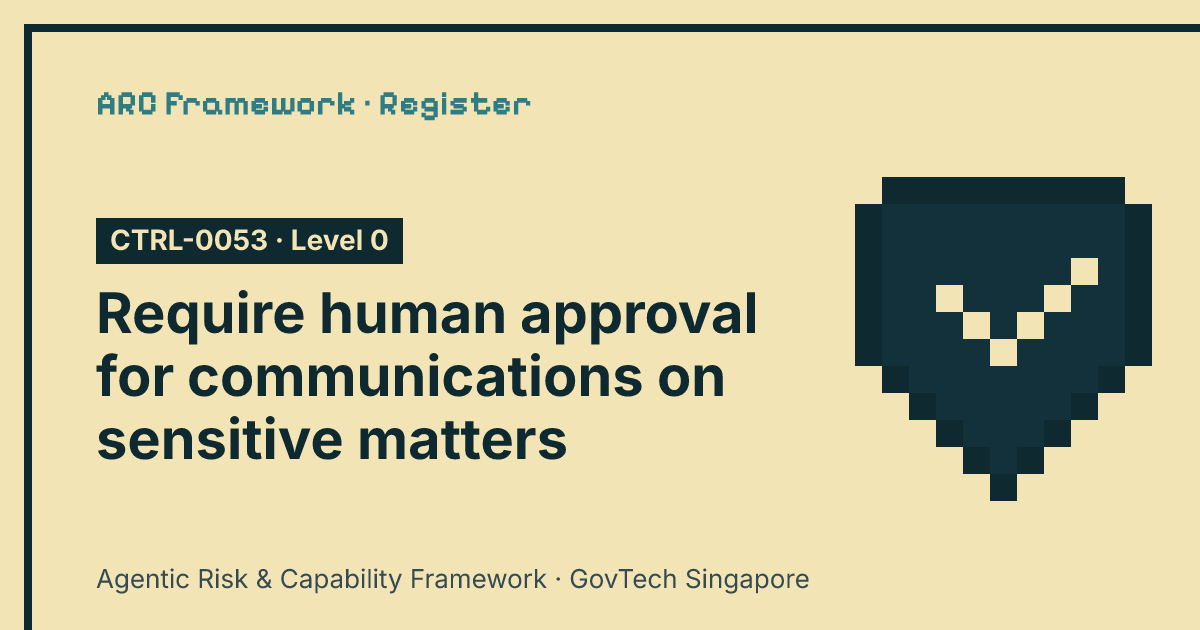 ARC Framework · Register
CTRL-0053 · Level 0
Require human approval
for communications on
sensitive matters
Agentic Risk & Capability Framework · GovTech Singapore